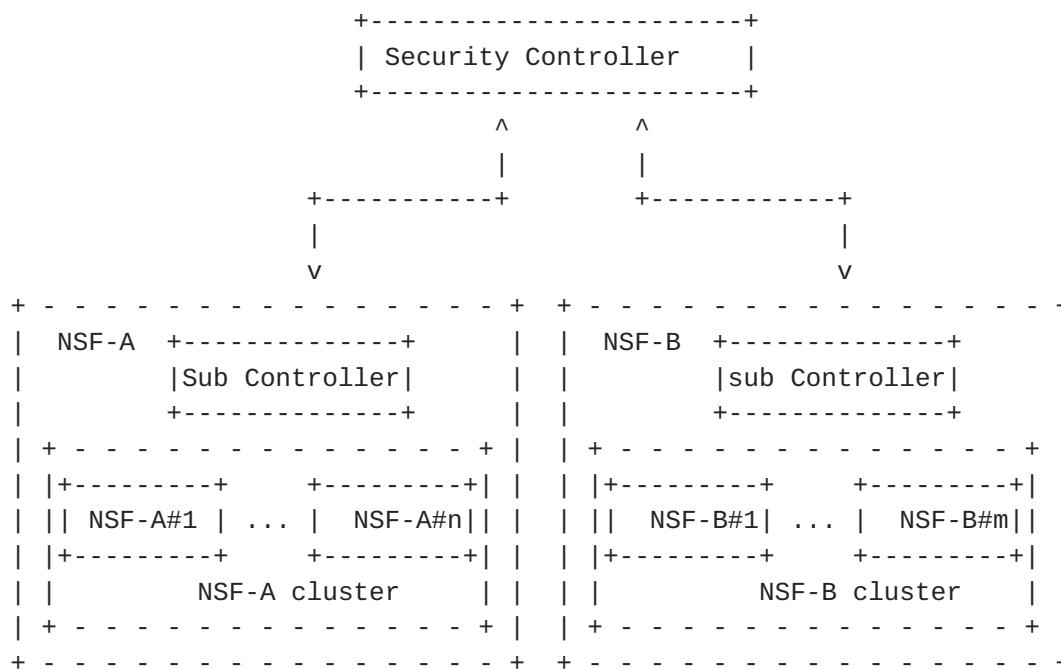 Security Controller
NSF-A NSF-B
Sub Controller sub Controller
NSF-A#1 ... NSF-A#n NSF-B#1 ... NSF-B#m
NSF-A cluster NSF-B cluster